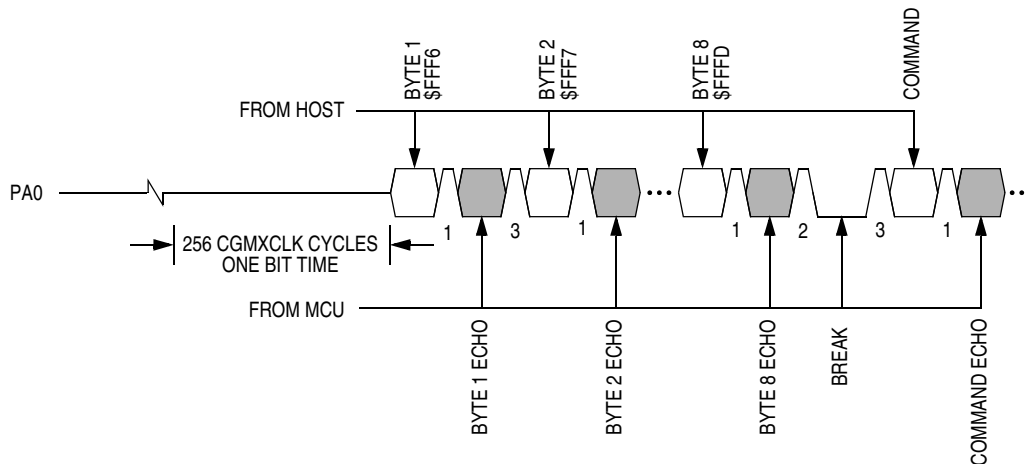 BYTE 1
$FFF6
BYTE 2
$FFF7
BYTE 8
$FFFD
COMMAND
FROM HOST
PA0
1
3
1
1
2
3
1
256 CGMXCLK CYCLES
ONE BIT TIME
FROM MCU
BYTE 1 ECHO
BYTE 2 ECHO
BYTE 8 ECHO
BREAK
COMMAND ECHO